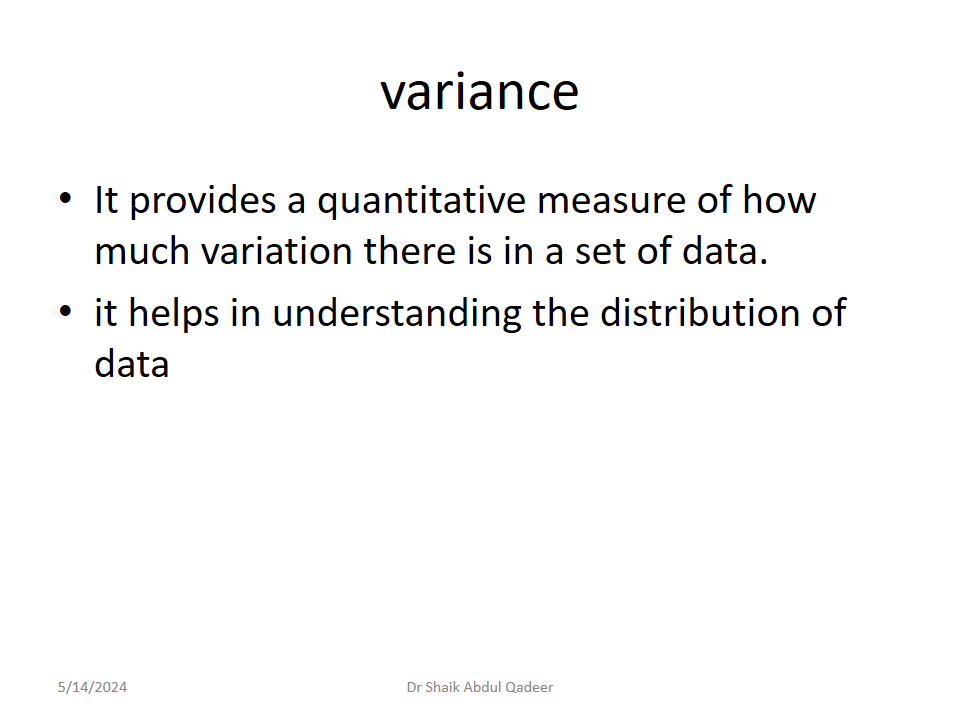 variance
• It provides a quantitative measure of how
much variation there is in a set of data.
• it helps in understanding the distribution of
data
5/14/2024
Dr Shaik Abdul Qadeer